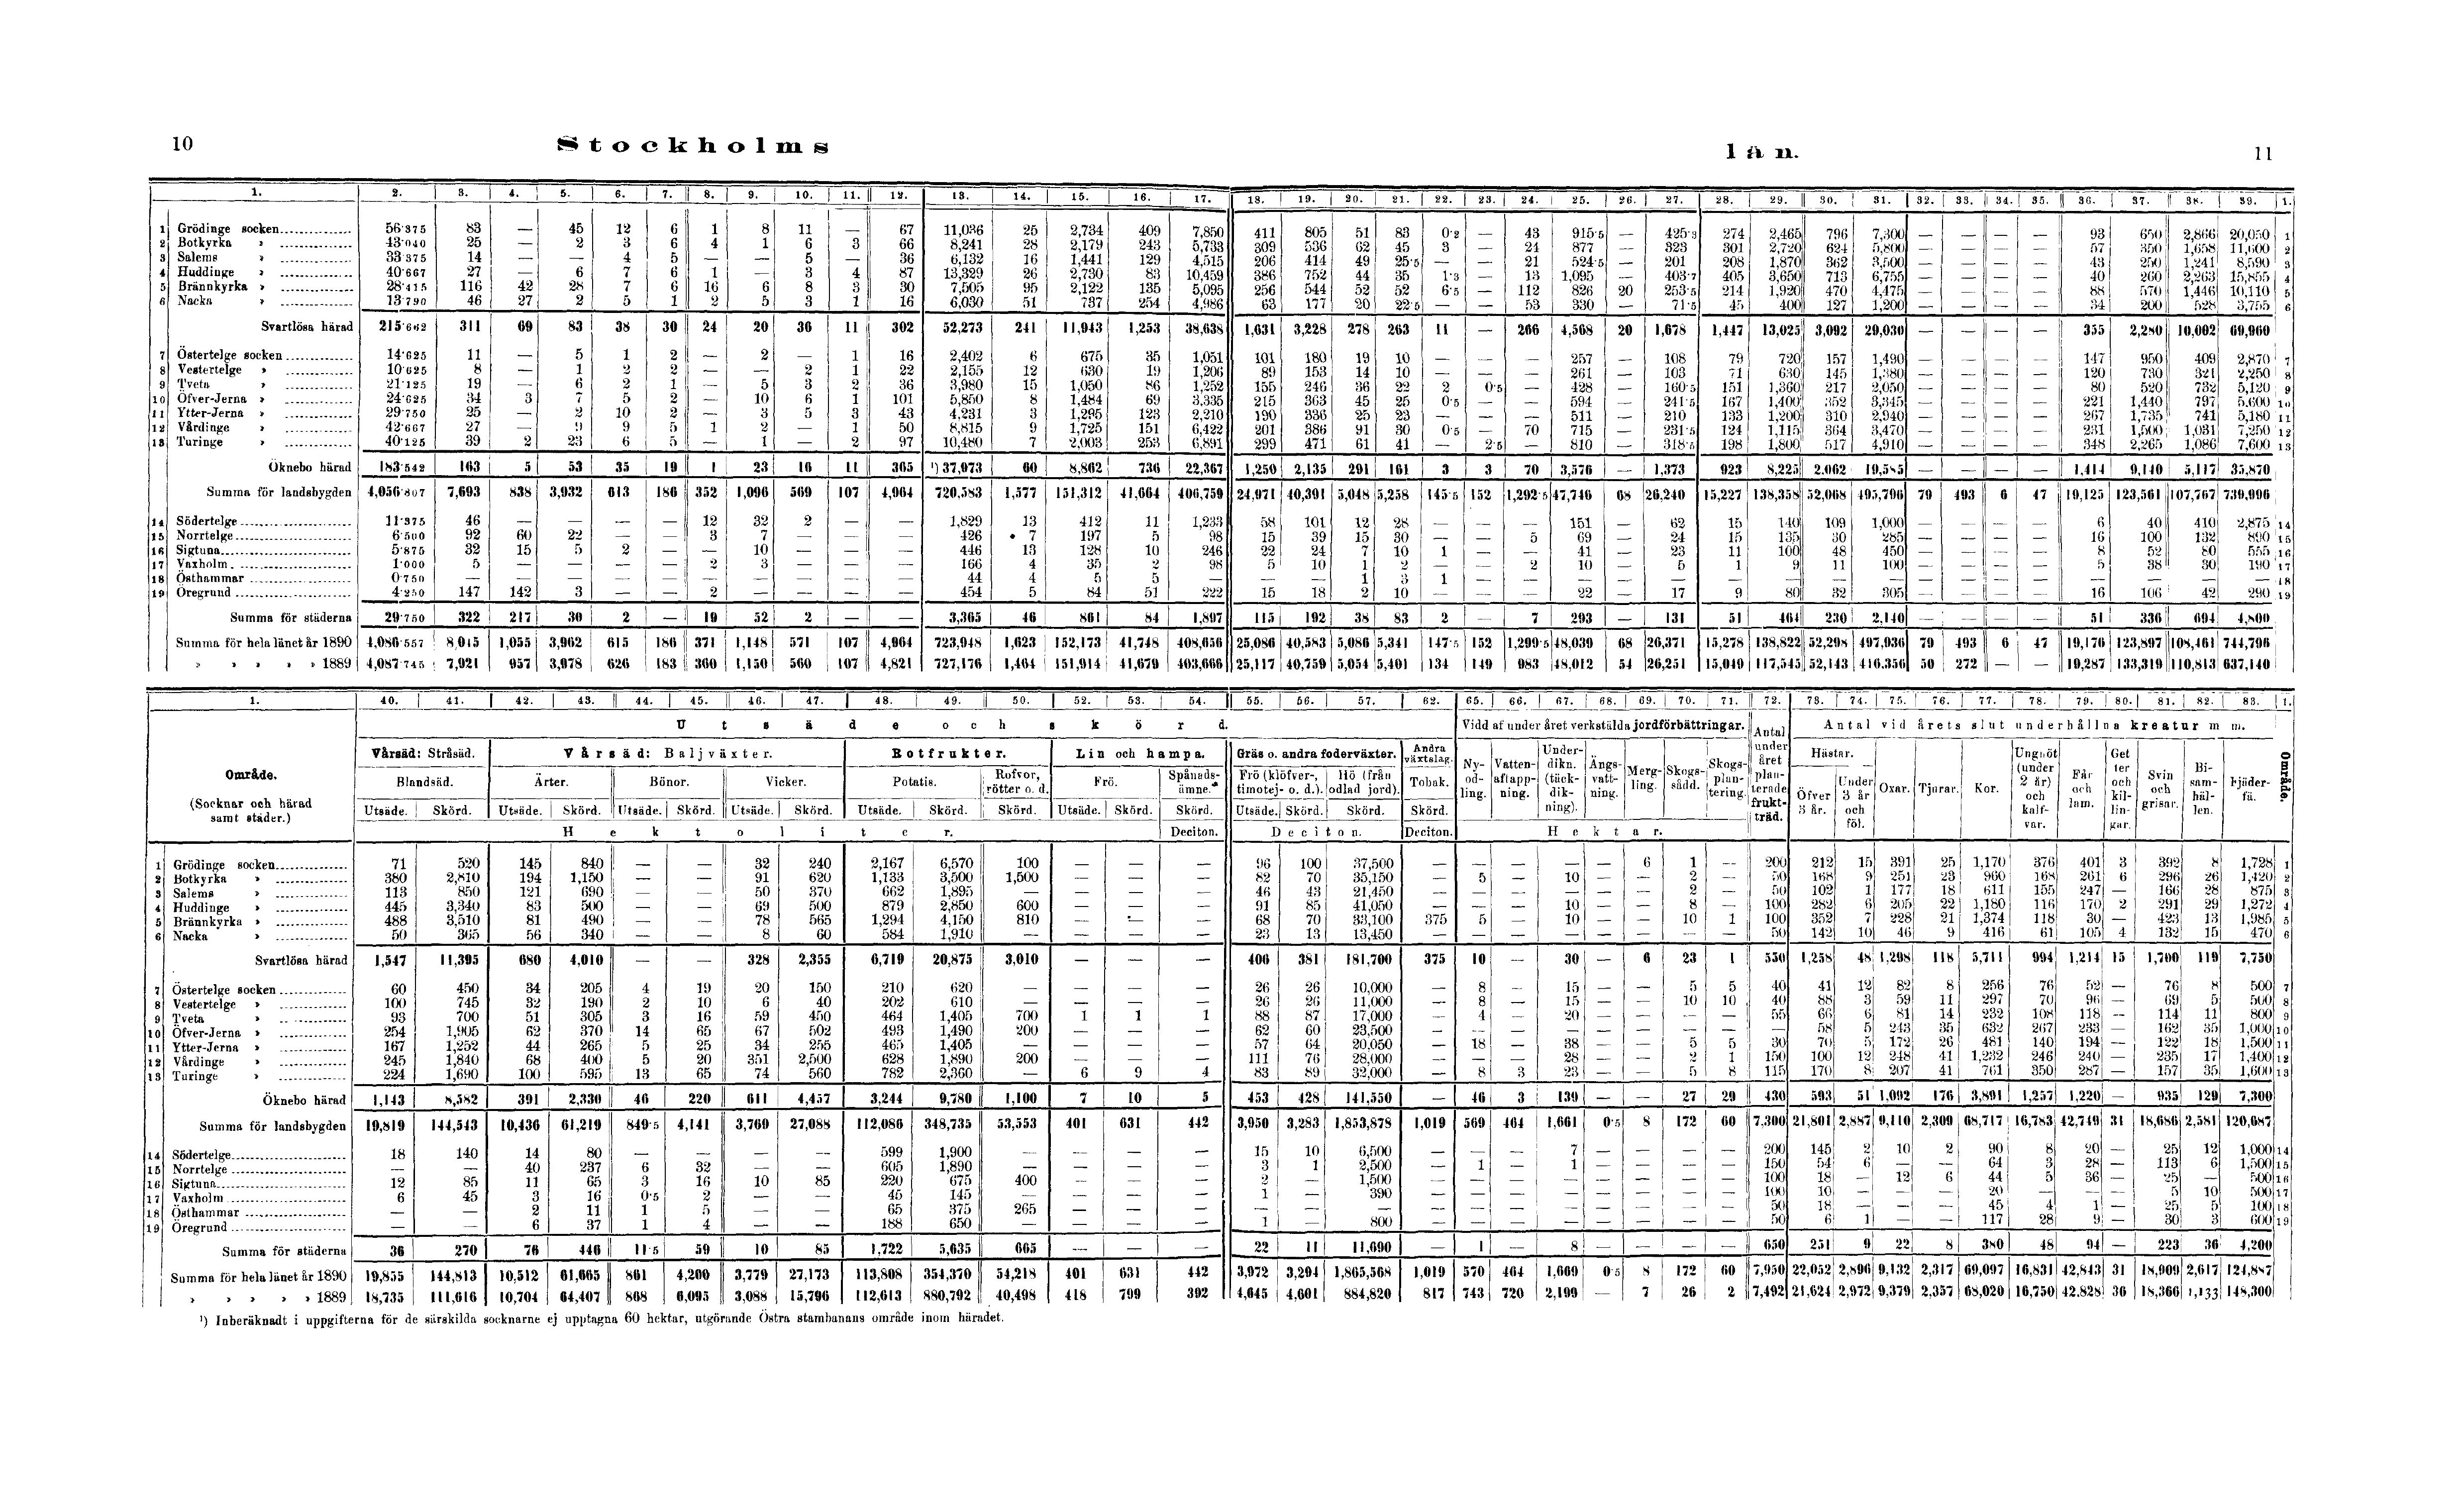 10
Stockholms
län.
11
1. 2. 3. 4. 5. 6. 7. 8. 9. 10. 11. 12. 13. 14. 15. 16. 17. 18. 19. 20. 21. 22. 23. 24. 25. 26. 27. 28. 29. 30. 31. 32. 33. 34. 35. 36. 37. 38. 39. 1.
1 Grödinge socken 56·375 83 — 45 12 6 1 8 11 — 67 11,036 25 2,734 409 7,850 411 805 51 83 0·2 — 43 915·5 — 425·3 274 2,465 796 7,300 — — — — 93 650 2,866 20,050 1
2 Botkyrka » 43·040 25 — 2 3 6 4 1 6 3 66 8,241 28 2,179 243 5,733 309 536 62 45 3 — 24 877 — 323 301 2,720 624 5,800 — — — — 57 350 1,658 11,600 2
3 Salems » 33·375 14 — — 4 5 — — 5 — 36 6,132 16 1,441 129 4,515 206 414 49 25·5 — — 21 524·5 — 201 208 1,870 362 3,500 — — — — 43 250 1,241 8,590 3
4 Huddinge » 40·667 27 — 6 7 6 1 — 3 4 87 13,329 26 2,730 83 10,459 386 752 44 35 1·3 — 13 1,095 — 403·7 405 3,650 713 6,755 — — — — 40 260 2,263 15,855 4
5 Brännkyrka » 28·415 116 42 28 7 6 16 6 8 3 30 7,505 95 2,122 135 5,095 256 544 52 52 6·5 — 112 826 20 253·5 214 1,920 470 4,475 — — — — 88 570 1,446 10,110 5
6 Nacka » 13·790 46 27 2 5 1 2 5 3 1 16 6,030 51 737 254 4,986 63 177 20 22·5 — — 53 330 — 71·5 45 400 127 1,200 — — — — 34 200 528 3,755 6
Svartlösa härad 215·662 311 69 83 38 30 24 20 36 11 302 52,273 241 11,943 1,253 38,638 1,631 3,228 278 263 11 — 266 4,568 20 1,678 1,447 13,025 3,092 29,030 — — — — 355 2,280 10,002 69,960
7 Östertelge socken 14·625 11 — 5 1 2 — 2 — 1 16 2,402 6 675 35 1,051 101 180 19 10 — — — 257 — 108 79 720 157 1,490 — — — — 147 950 409 2,870 7
8 Vestertelge » 10·625 8 — 1 2 2 — — 2 1 22 2,155 12 630 19 1,206 89 153 14 10 — — — 261 — 103 71 630 145 1,380 — — — — 120 730 321 2,250 8
9 Tveta » 21·125 19 — 6 2 1 — 5 3 2 36 3,980 15 1,050 86 1,252 155 246 36 22 2 0·5 — 428 — 160·5 151 1,360 217 2,050 — — — — 80 520 732 5,120 9
10 Öfver-Jerna » 24·625 34 3 7 5 2 — 10 6 1 101 5,850 8 1,484 69 3,335 215 363 45 25 0·5 — — 594 — 241·5 167 1,400 352 3,345 — — — — 221 1,440 797 5,600 10
11 Ytter-Jerna » 29·750 25 — 2 10 2 — 3 5 3 43 4,231 3 1,295 123 2,210 190 336 25 23 — — — 511 — 210 133 1,200 310 2,940 — — — — 267 1,735 741 5,180 11
12 Vårdinge » 42·667 27 — 9 9 5 1 2 — 1 50 8,815 9 1,725 151 6,422 201 386 91 30 0·5 — 70 715 — 231·5 124 1,115 364 3,470 — — — — 231 1,500 1,031 7,250 12
13 Turinge » 40·125 39 2 23 6 5 — 1 — 2 97 10,480 7 2,003 253 6,891 299 471 61 41 — 2·5 — 810 — 318·5 198 1,800 517 4,910 — — — — 348 2,265 1,086 7,600 13
Öknebo härad 183·542 163 5 53 35 19 1 23 16 11 365 ¹) 37,973 60 8,862 736 22,367 1,250 2,135 291 161 3 3 70 3,576 — 1,373 923 8,225 2,062 19,585 — — — — 1,414 9,140 5,117 35,870
Summa för landsbygden 4,056·807 7,693 838 3,932 613 186 352 1,096 569 107 4,964 720,583 1,577 151,312 41,664 406,759 24,971 40,391 5,048 5,258 145·5 152 1,292·5 47,746 68 26,240 15,227 138,358 52,068 495,796 79 493 6 47 19,125 123,561 107,767 739,996
14 Södertelge 11·375 46 — — — — 12 32 2 — — 1,829 13 412 11 1,233 58 101 12 28 — — — 151 — 62 15 140 109 1,000 — — — — 6 40 410 2,875 14
15 Norrtelge 6·500 92 60 22 — — 3 7 — — — 426 7 197 5 98 15 39 15 30 — — 5 69 — 24 15 135 30 285 — — — — 16 100 132 890 15
16 Sigtuna 5·875 32 15 5 2 — — 10 — — — 446 13 128 10 246 22 24 7 10 1 — — 41 — 23 11 100 48 450 — — — — 8 52 80 555 16
17 Vaxholm 1·000 5 — — — — 2 3 — — — 166 4 35 2 98 5 10 1 2 — — 2 10 — 5 1 9 11 100 — — — — 5 38 30 190 17
18 Östhammar 0·750 — — — — — — — — — — 44 4 5 5 — — — 1 3 1 — — — — — — — — — — — — — — — — — 18
19 Öregrund 4·250 147 142 3 — — 2 — — — — 454 5 84 51 222 15 18 2 10 — — — 22 — 17 9 80 32 305 — — — — 16 106 42 290 19
Summa för städerna 29·750 322 217 30 2 — 19 52 2 — — 3,365 46 861 84 1,897 115 192 38 83 2 — 7 293 — 131 51 464 230 2,140 — — — — 51 336 694 4,800
Summa för hela länet år 1890 4,086·557 8,015 1,055 3,962 615 186 371 1,148 571 107 4,964 723,948 1,623 152,173 41,748 408,656 25,086 40,583 5,086 5,341 147·5 152 1,299·5 48,039 68 26,371 15,278 138,822 52,298 497,936 79 493 6 47 19,176 123,897 108,461 744,796
» » » » » 1889 4,087·745 7,921 957 3,978 626 183 360 1,150 560 107 4,821 727,176 1,464 151,914 41,679 403,666 25,117 40,759 5,054 5,401 134 149 983 48,012 54 26,251 15,049 117,545 52,143 416,356 50 272 — — 19,287 133,319 110,813 637,140
1. 40. 41. 42. 43. 44. 45. 46. 47. 48. 49. 50. 52. 53. 54. 55. 56. 57. 62. 65. 66. 67. 68. 69. 70. 71. 72. 73. 74. 75. 76. 77. 78. 79. 80. 81. 82. 83. 1.
Område.
(Socknar och härad
samt städer.)
Utsäde och skörd.
Vårsäd: Stråsäd. Vårsäd: Baljväxter. Rotfrukter. Lin och hampa. Gräs o. andra foderväxter. Andra växtslag.
Blandsäd. Ärter. Bönor. Vicker. Potatis. Rofvor, rötter o. d. Frö. Spånadsämne. Frö (klöfver-, timotej- o. d.). Hö (från odlad jord). Tobak.
Utsäde. Skörd. Utsäde. Skörd. Utsäde. Skörd. Utsäde. Skörd. Utsäde. Skörd. Skörd. Utsäde. Skörd. Skörd. Utsäde. Skörd. Skörd. Skörd.
Hektoliter. Deciton. Deciton. Deciton.
Vidd af under året verkstälda jordförbättringar.
Nyodling. Vattenaftappning. Underdikn. (täckdikning). Ängsvattning. Mergling. Skogssådd. Skogsplantering.
Hektar.
Antal under året planterade fruktträd.
Antal vid årets slut underhållna kreatur m m.
Hästar. Öfver 3 år. Under 3 år och föl. Oxar. Tjurar. Kor. Ungnöt (under 2 år) och kalfvar. Får och lam. Getter och killingar. Svin och grisar. Bisamhällen. Fjäderfä.
Område.
1 Grödinge socken 71 520 145 840 — — 32 240 2,167 6,570 100 — — — 96 100 37,500 — — — — — 6 1 — 200 212 15 391 25 1,170 376 401 3 392 8 1,728 1
2 Botkyrka » 380 2,810 194 1,150 — — 91 620 1,133 3,500 1,500 — — — 82 70 35,150 — 5 — 10 — — 2 — 50 168 9 251 23 960 168 261 6 296 26 1,420 2
3 Salems » 113 850 121 690 — — 50 370 662 1,895 — — — — 46 43 21,450 — — — — — — 2 — 50 102 1 177 18 611 155 247 — 166 28 875 3
4 Huddinge » 445 3,340 83 500 — — 69 500 879 2,850 600 — — — 91 85 41,050 — — — 10 — — 8 — 100 282 6 205 22 1,180 116 170 2 291 29 1,272 4
5 Brännkyrka » 488 3,510 81 490 — — 78 565 1,294 4,150 810 — — — 68 70 33,100 375 5 — 10 — — 10 1 100 352 7 228 21 1,374 118 30 — 423 13 1,985 5
6 Nacka » 50 365 56 340 — — 8 60 584 1,910 — — — — 23 13 13,450 — — — — — — — — 50 142 10 46 9 416 61 105 4 132 15 470 6
Svartlösa härad 1,547 11,395 680 4,010 — — 328 2,355 6,719 20,875 3,010 — — — 406 381 181,700 375 10 — 30 — 6 23 1 550 1,258 48 1,298 118 5,711 994 1,214 15 1,700 119 7,750
7 Östertelge socken 60 450 34 205 4 19 20 150 210 620 — — — — 26 26 10,000 — 8 — 15 — — 5 5 40 41 12 82 8 256 76 52 — 76 8 500 7
8 Vestertelge » 100 745 32 190 2 10 6 40 202 610 — — — — 26 26 11,000 — 8 — 15 — — 10 10 40 88 3 59 11 297 70 96 — 69 5 500 8
9 Tveta » 93 700 51 305 3 16 59 450 464 1,405 700 1 1 1 88 87 17,000 — 4 — 20 — — — — 55 66 6 81 14 232 108 118 — 114 11 800 9
10 Öfver-Jerna » 254 1,905 62 370 14 65 67 502 493 1,490 200 — — — 62 60 23,500 — — — — — — — — — 58 5 243 35 632 267 233 — 162 35 1,000 10
11 Ytter-Jerna » 167 1,252 44 265 5 25 34 255 465 1,405 — — — — 57 64 20,050 — 18 — 38 — — 5 5 30 70 5 172 26 481 140 194 — 122 18 1,500 11
12 Vårdinge » 245 1,840 68 400 5 20 351 2,500 628 1,890 200 — — — 111 76 28,000 — — — 28 — — 2 1 150 100 12 248 41 1,232 246 240 — 235 17 1,400 12
13 Turinge » 224 1,690 100 595 13 65 74 560 782 2,360 — 6 9 4 83 89 32,000 — 8 3 23 — — 5 8 115 170 8 207 41 761 350 287 — 157 35 1,600 13
Öknebo härad 1,143 8,582 391 2,330 46 220 611 4,457 3,244 9,780 1,100 7 10 5 453 428 141,550 — 46 3 139 — — 27 29 430 593 51 1,092 176 3,891 1,257 1,220 — 935 129 7,300
Summa för landsbygden 19,819 144,543 10,436 61,219 849·5 4,141 3,769 27,088 112,086 348,735 53,553 401 631 442 3,950 3,283 1,853,878 1,019 569 464 1,661 0·5 8 172 60 7,300 21,801 2,887 9,110 2,309 68,717 16,783 42,749 31 18,686 2,581 120,687
14 Södertelge 18 140 14 80 — — — — 599 1,900 — — — — 15 10 6,500 — — — 7 — — — — 200 145 2 10 2 90 8 20 — 25 12 1,000 14
15 Norrtelge — — 40 237 6 32 — — 605 1,890 — — — — 3 1 2,500 — 1 — 1 — — — — 150 54 6 — — 64 3 28 — 113 6 1,500 15
16 Sigtuna 12 85 11 65 3 16 10 85 220 675 400 — — — 2 — 1,500 — — — — — — — — 100 18 — 12 6 44 5 36 — 25 — 500 16
17 Vaxholm 6 45 3 16 0·5 2 — — 45 145 — — — — 1 — 390 — — — — — — — — 100 10 — — — 20 — — — 5 10 500 17
18 Östhammar — — 2 11 1 5 — — 65 375 265 — — — — — — — — — — — — — — 50 18 — — — 45 4 1 — 25 5 100 18
19 Öregrund — — 6 37 1 4 — — 188 650 — — — — 1 — 800 — — — — — — — — 50 6 1 — — 117 28 9 — 30 3 600 19
Summa för städerna 36 270 76 446 11·5 59 10 85 1,722 5,635 665 — — — 22 11 11,690 — 1 — 8 — — — — 650 251 9 22 8 380 48 94 — 223 36 4,200
Summa för hela länet år 1890 19,855 144,813 10,512 61,665 861 4,200 3,779 27,173 113,808 354,370 54,218 401 631 442 3,972 3,294 1,865,568 1,019 570 464 1,669 0·5 8 172 60 7,950 22,052 2,896 9,132 2,317 69,097 16,831 42,843 31 18,909 2,617 124,887
» » » » » 1889 18,735 111,616 10,704 64,407 868 6,095 3,088 15,796 112,613 880,792 40,498 418 799 392 4,645 4,601 884,820 817 743 720 2,199 — 7 26 2 7,492 21,624 2,972 9,379 2,357 68,020 16,750 42,828 36 18,366 1,133 148,300
¹) Inberäknadt i uppgifterna för de särskilda socknarne ej upptagna 60 hektar, utgörande Östra stambanans område inom häradet.